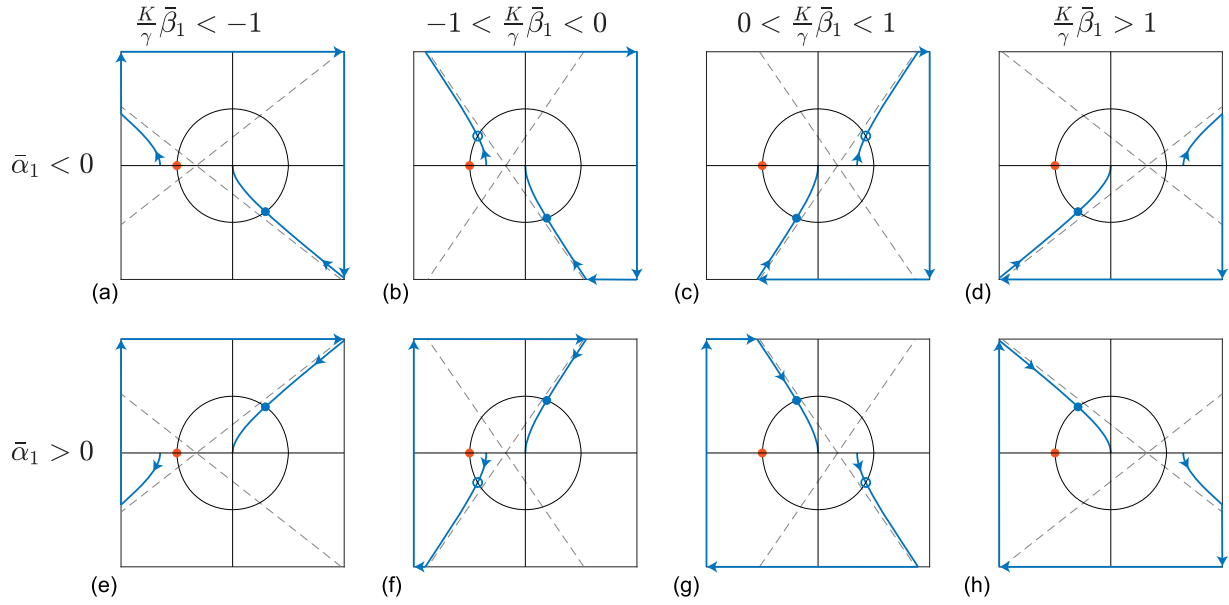 K/γ β̄₁ < −1
−1 < K/γ β̄₁ < 0
0 < K/γ β̄₁ < 1
K/γ β̄₁ > 1
ᾱ₁ < 0
(a)
(b)
(c)
(d)
ᾱ₁ > 0
(e)
(f)
(g)
(h)